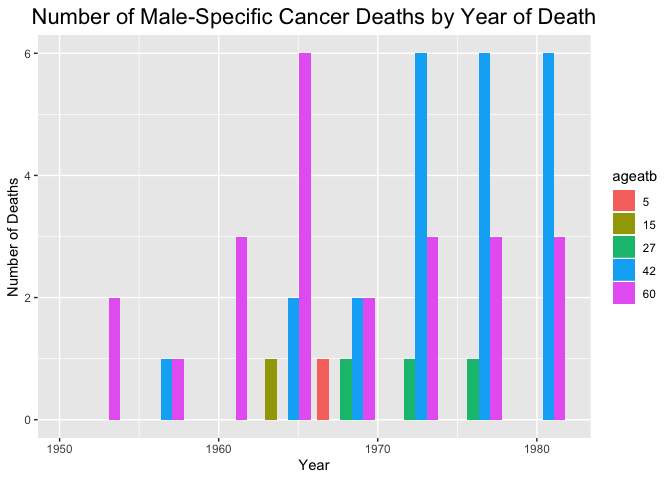 Number of Male-Specific Cancer Deaths by Year of Death
6
4
2
0
Number of Deaths
1950 1960 1970 1980
Year
ageatb
5
15
27
42
60